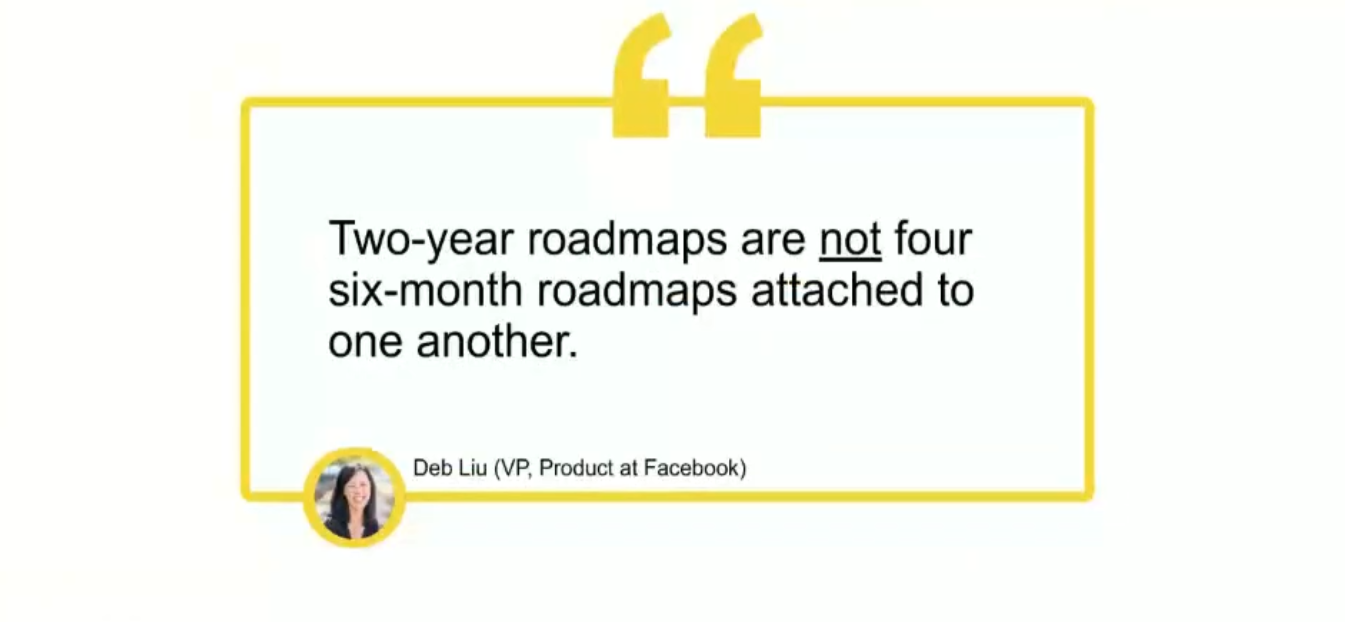 Two-year roadmaps are not four
six-month roadmaps attached to
one another.
Deb Liu (VP, Product at Facebook)